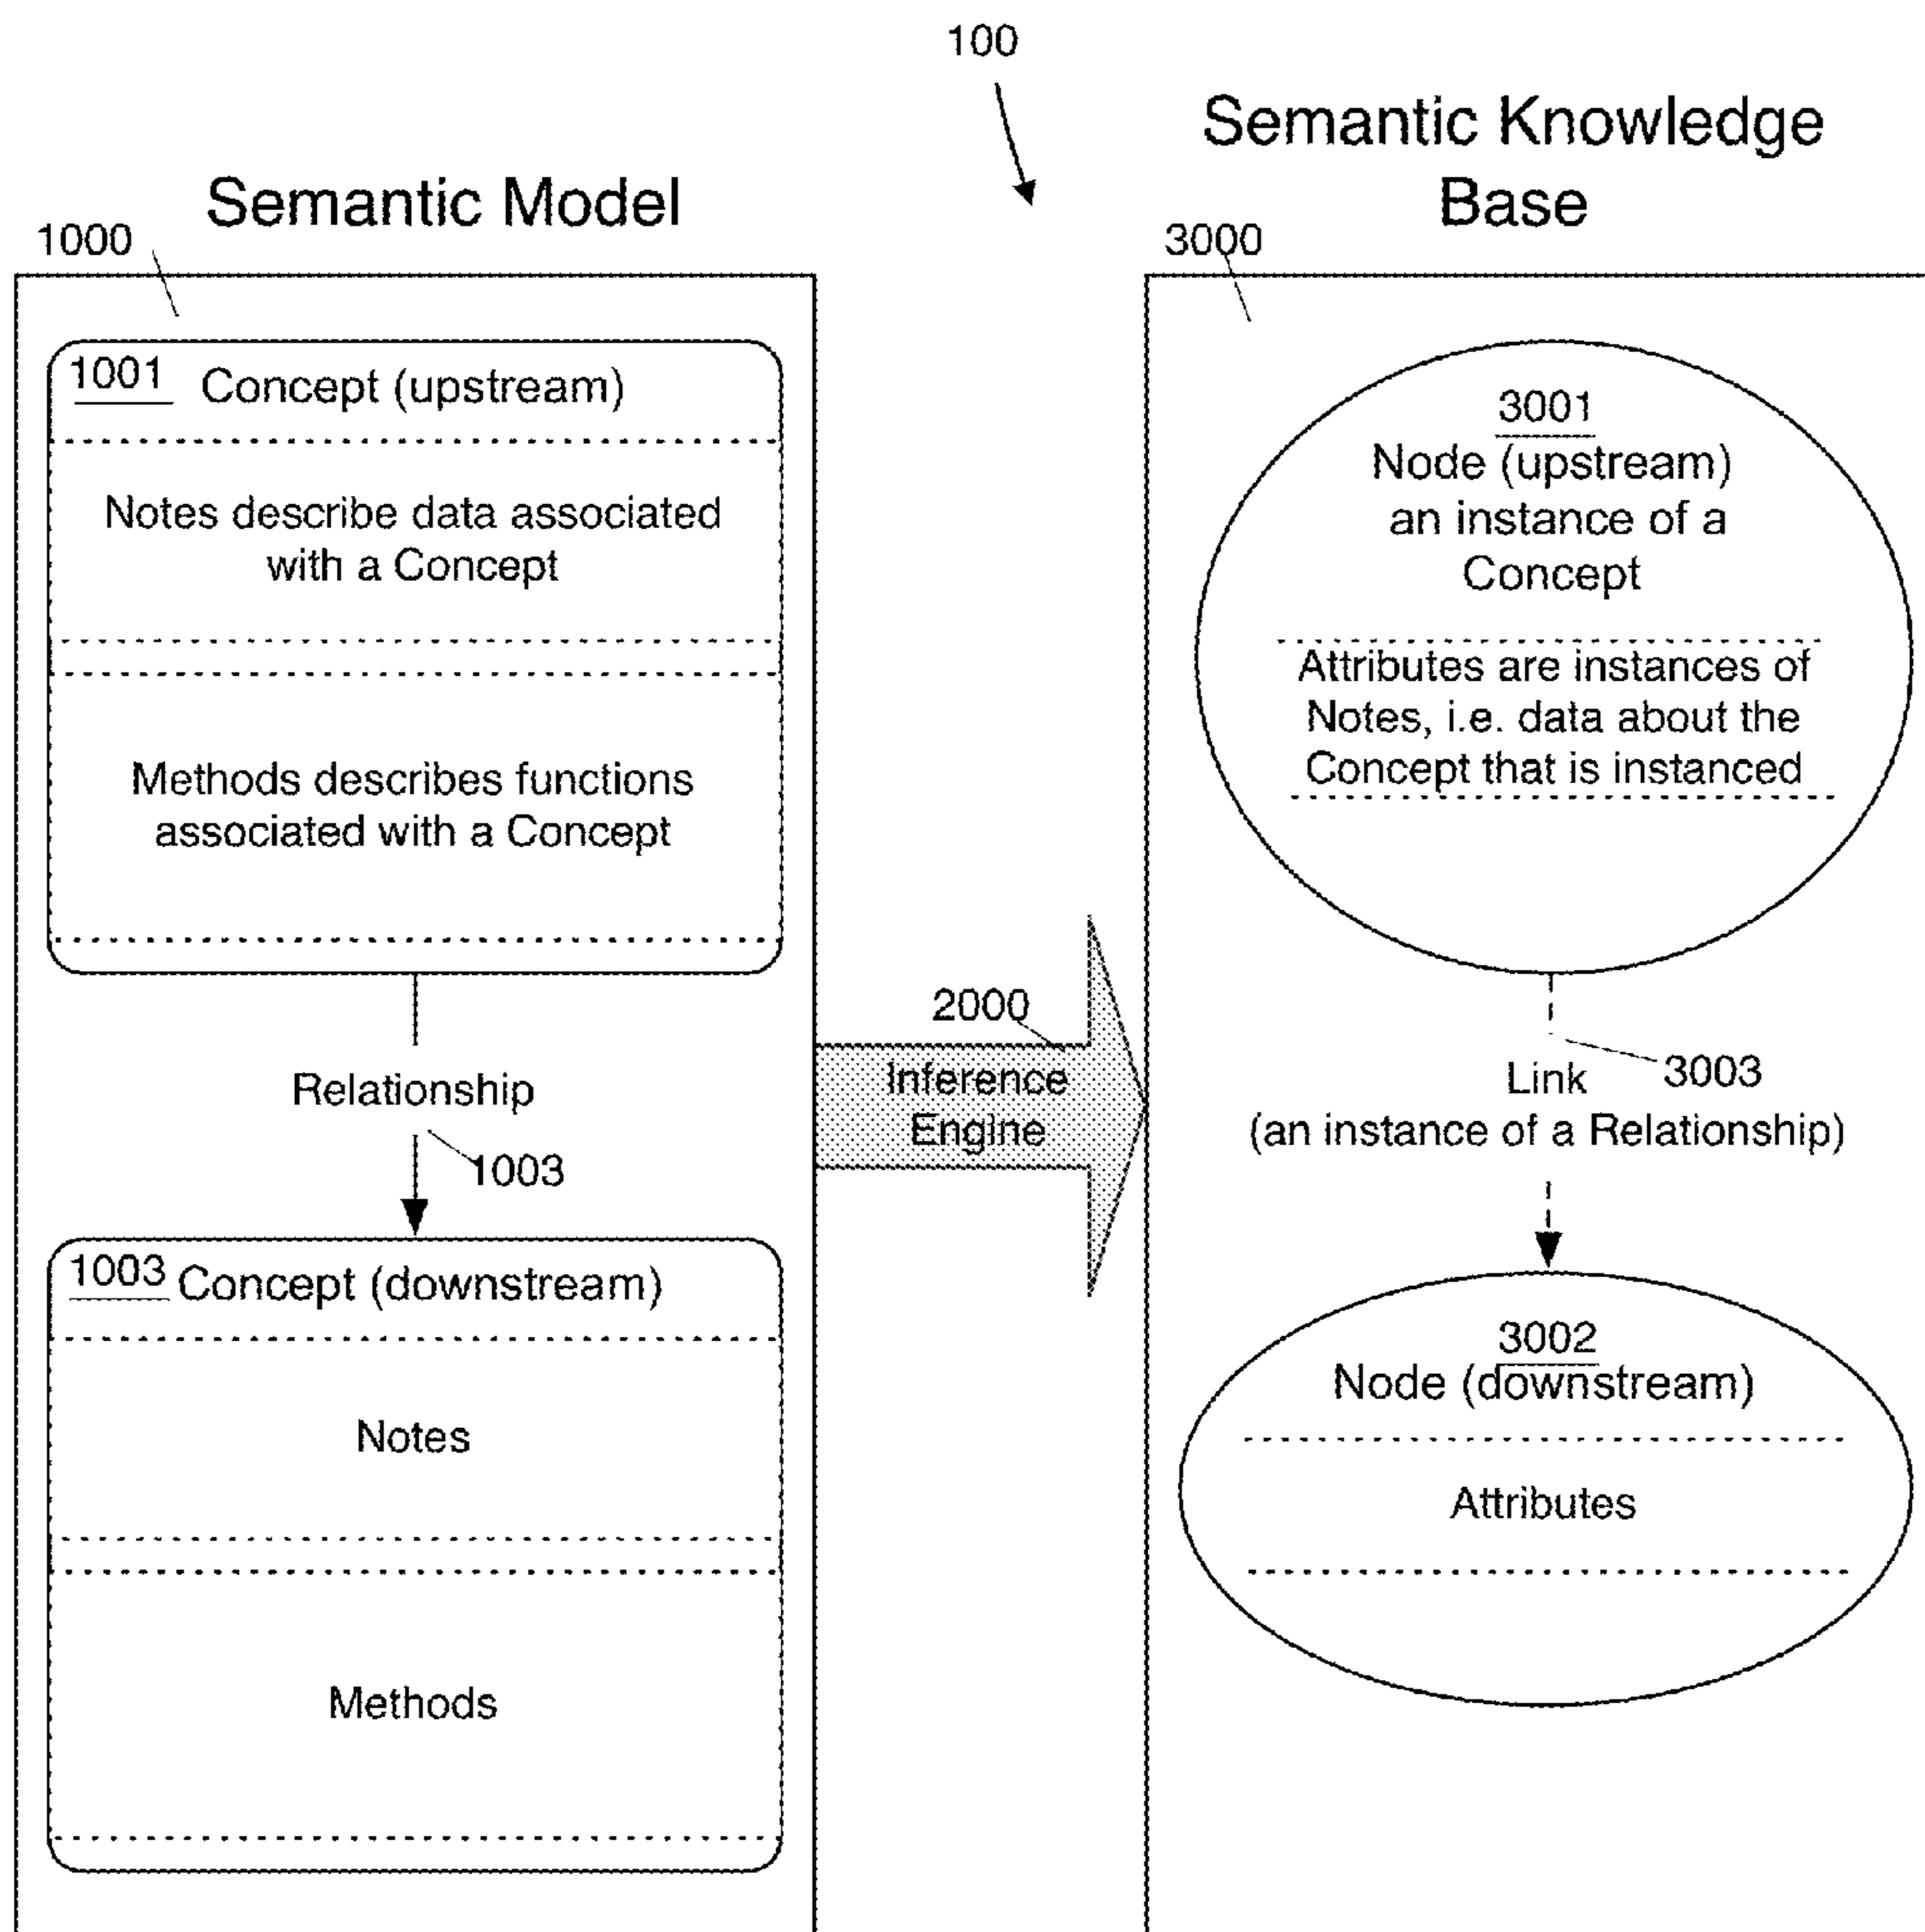 100
Semantic Model
1000
1001 Concept (upstream)
Notes describe data associated
with a Concept
Methods describes functions
associated with a Concept
Relationship
1003
1003 Concept (downstream)
Notes
Methods
2000
Inference
Engine
Semantic Knowledge
Base
3000
3001
Node (upstream)
an instance of a
Concept
Attributes are instances of
Notes, i.e. data about the
Concept that is instanced
Link 3003
(an instance of a Relationship)
3002
Node (downstream)
Attributes